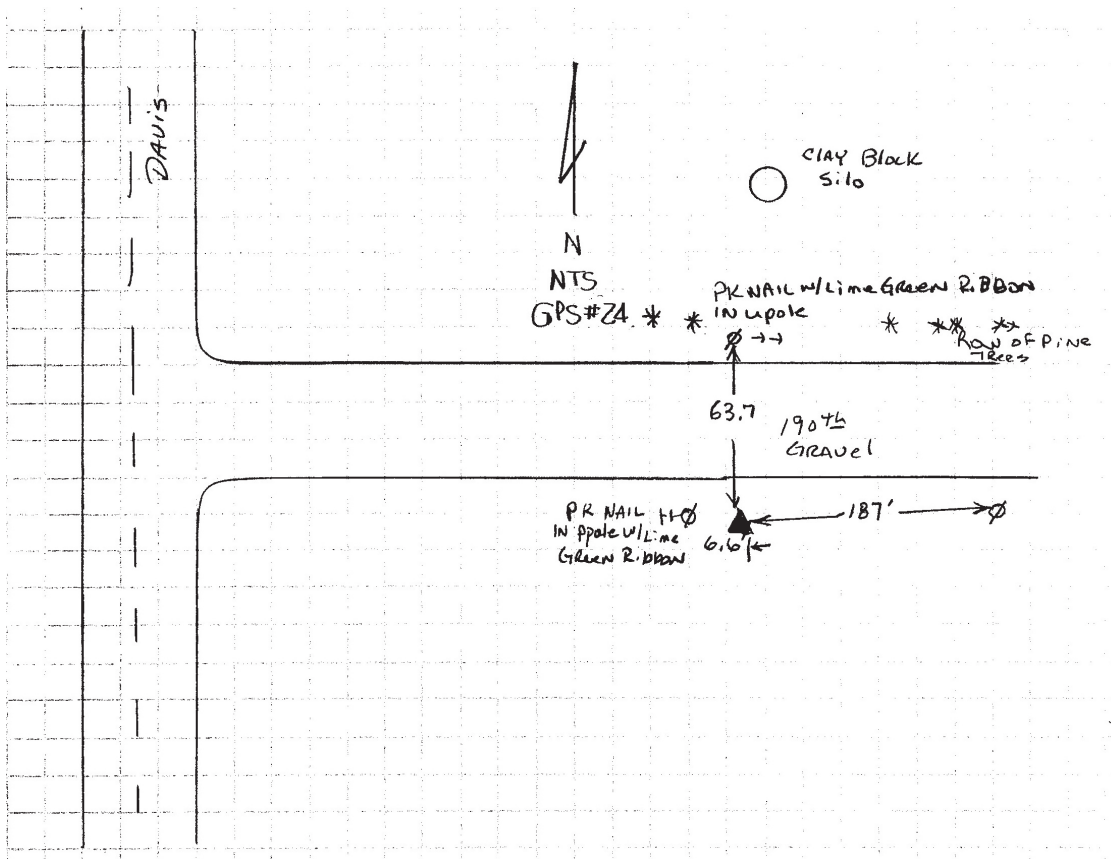 DAVIS
CLAY Block
Silo
N
NTS
GPS#24
PK NAIL W/Lime GREEN RIBBON
IN upole
Row of Pine
Trees
63.7
190th
GRAVEL
PK NAIL
IN Ppole W/Lime
GREEN Ribbon
6.6'
187'